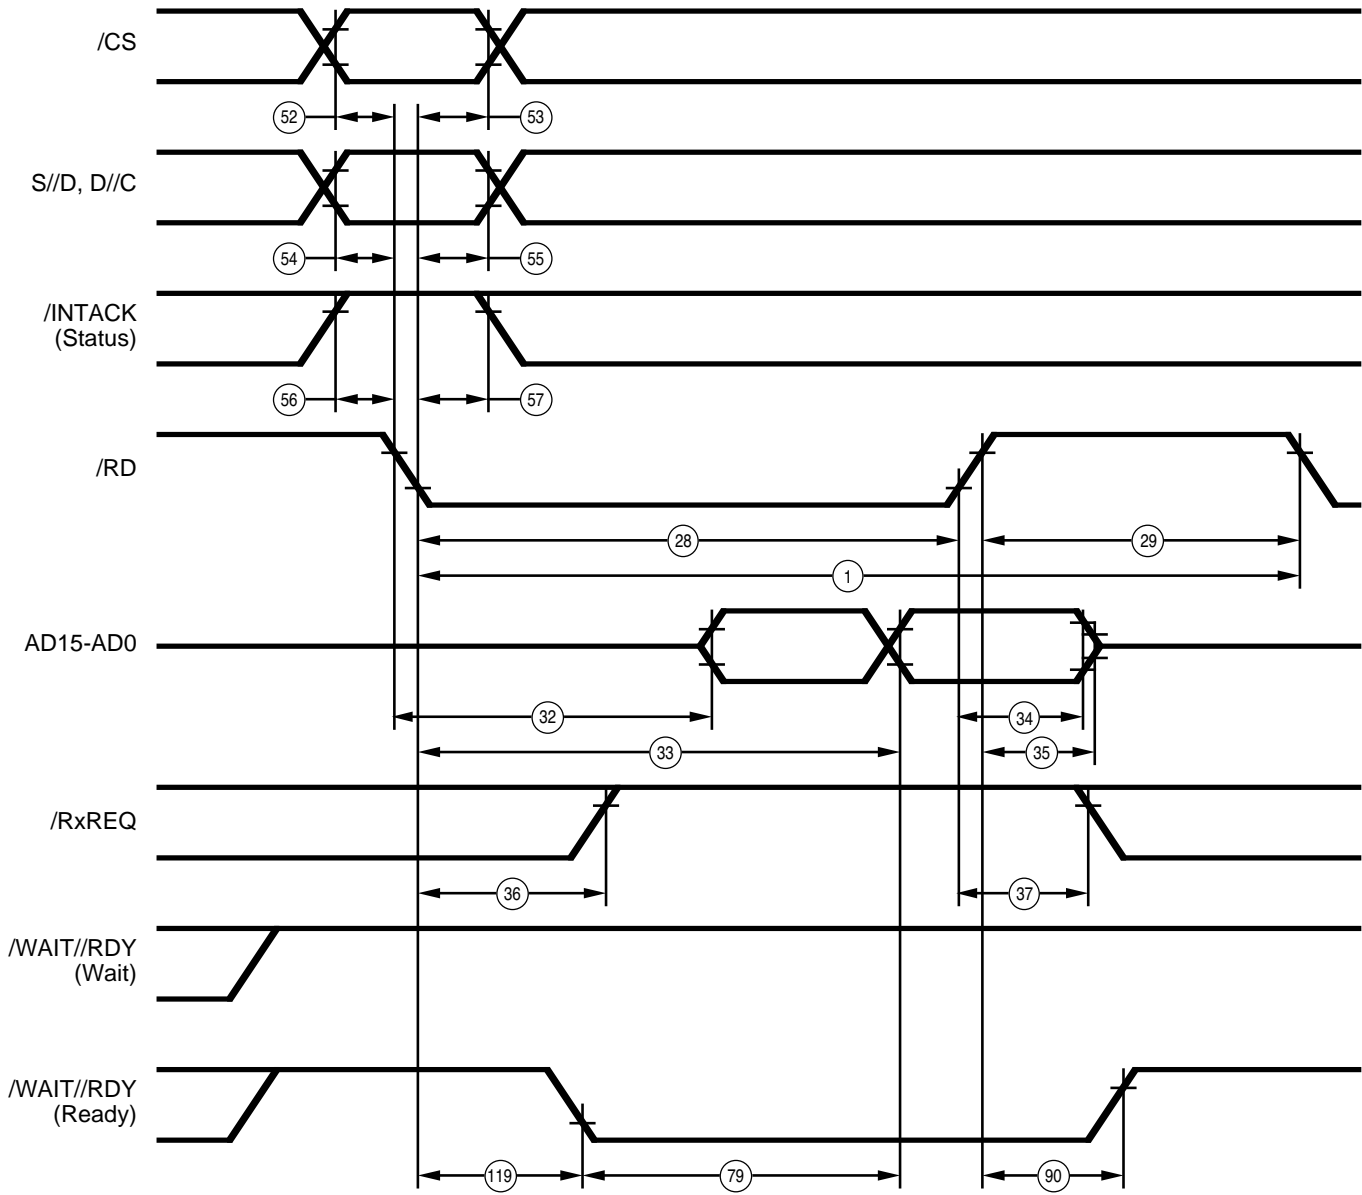 /CS
52
53
S//D, D//C
54
55
/INTACK
(Status)
56
57
/RD
28
29
1
AD15-AD0
32
34
33
35
/RxREQ
36
37
/WAIT//RDY
(Wait)
/WAIT//RDY
(Ready)
119
79
90